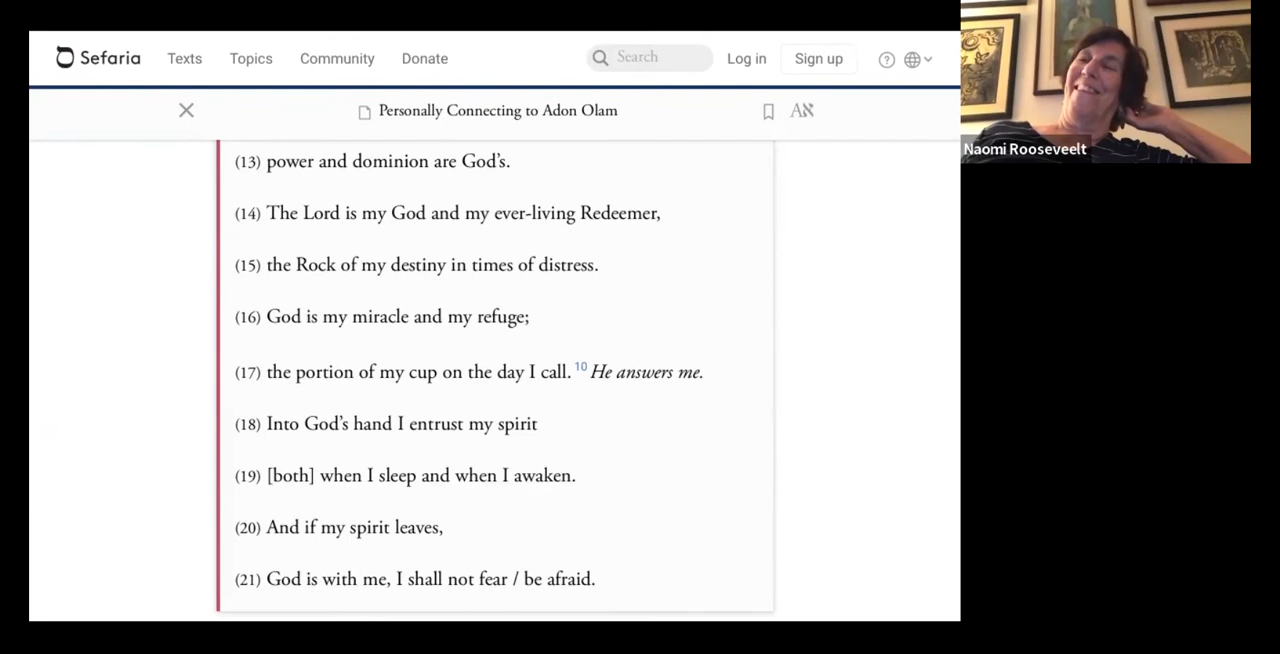 Sefaria Texts Topics Community Donate Search Log in Sign up
Personally Connecting to Adon Olam Aא
(13) power and dominion are God's.
(14) The Lord is my God and my ever-living Redeemer,
(15) the Rock of my destiny in times of distress.
(16) God is my miracle and my refuge;
(17) the portion of my cup on the day I call. 10 He answers me.
(18) Into God's hand I entrust my spirit
(19) [both] when I sleep and when I awaken.
(20) And if my spirit leaves,
(21) God is with me, I shall not fear / be afraid.
Naomi Rooseveelt